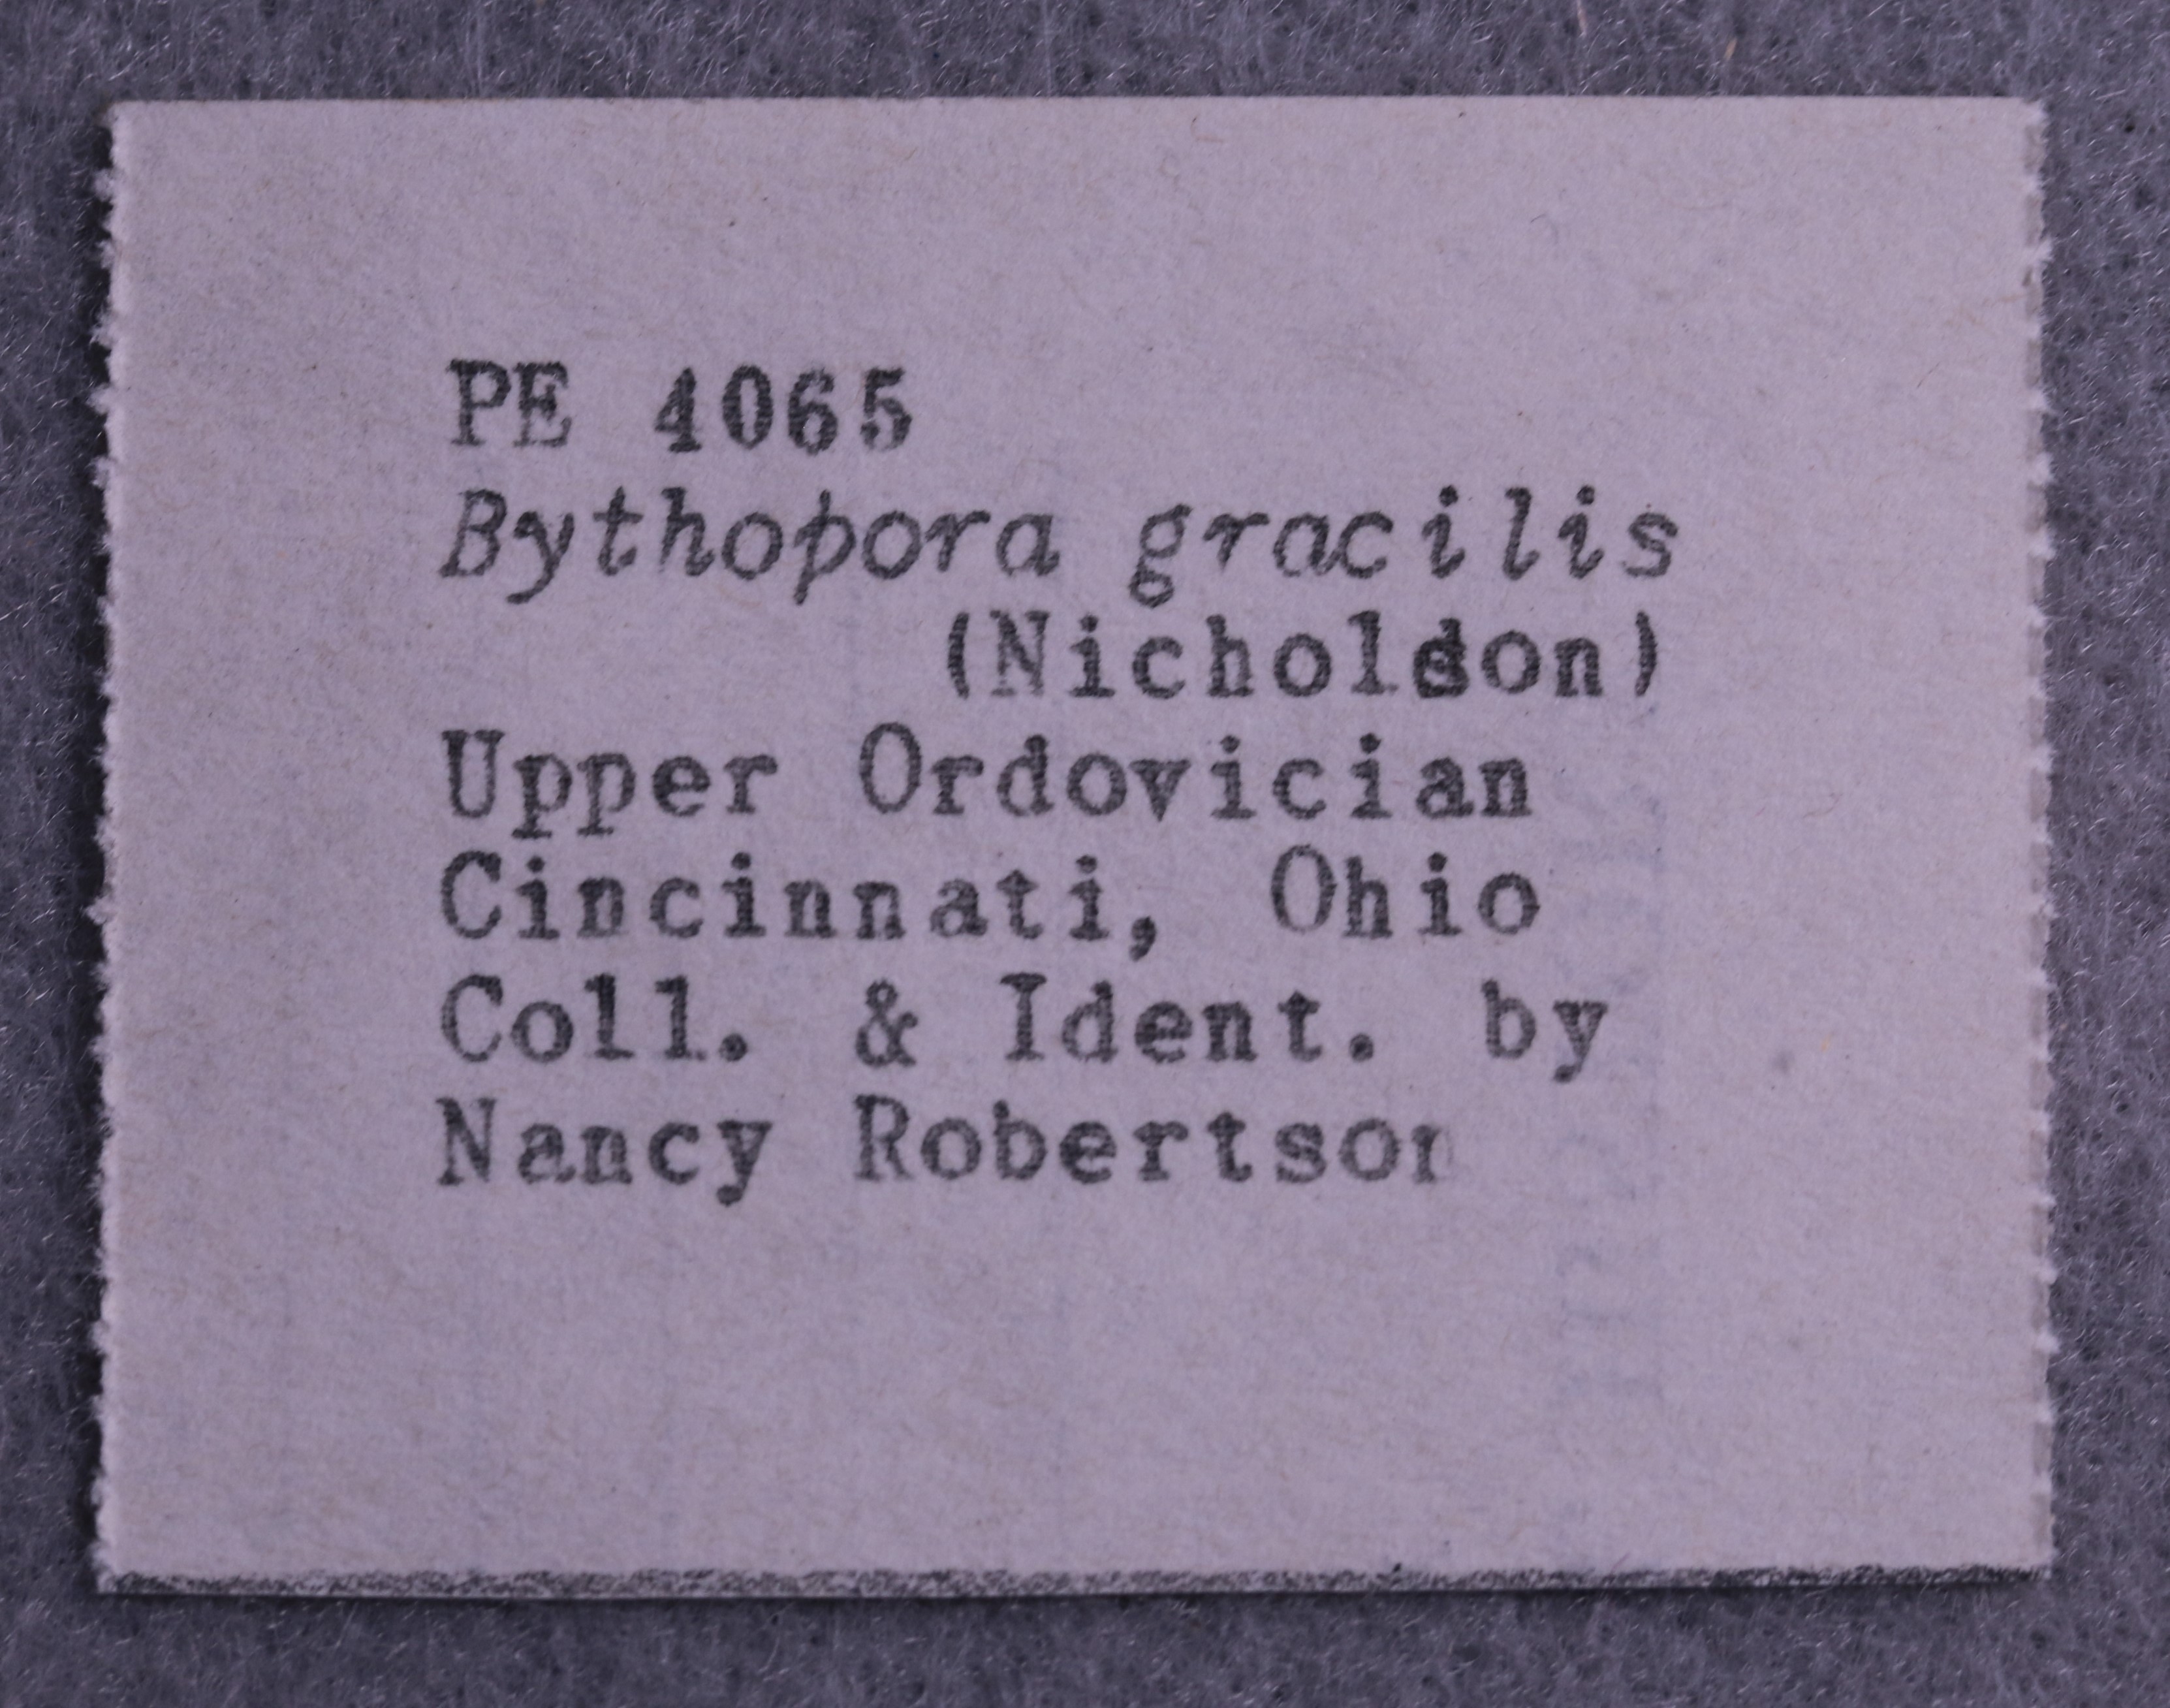 PE 4065
Bythopora gracilis
(Nicholson)
Upper Ordovician
Cincinnati, Ohio
Coll. & Ident. by
Nancy Robertson